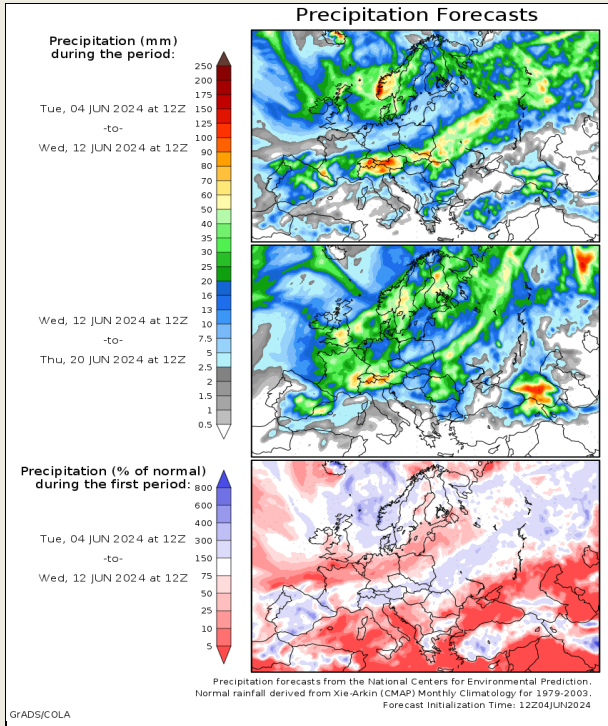 Precipitation Forecasts
Precipitation (mm)
during the period:
Tue, 04 JUN 2024 at 12Z
-to-
Wed, 12 JUN 2024 at 12Z
250
200
175
150
125
100
90
80
70
60
50
40
35
30
25
20
16
13
10
7.5
5
2.5
2
1.5
1
0.5
Wed, 12 JUN 2024 at 12Z
-to-
Thu, 20 JUN 2024 at 12Z
Precipitation (% of normal)
during the first period:
Tue, 04 JUN 2024 at 12Z
-to-
Wed, 12 JUN 2024 at 12Z
800
600
400
300
150
75
50
25
10
5
Precipitation forecasts from the National Centers for Environmental Prediction.
Normal rainfall derived from Xie-Arkin (CMAP) Monthly Climatology for 1979-2003.
Forecast Initialization Time: 12Z04JUN2024
GrADS/COLA